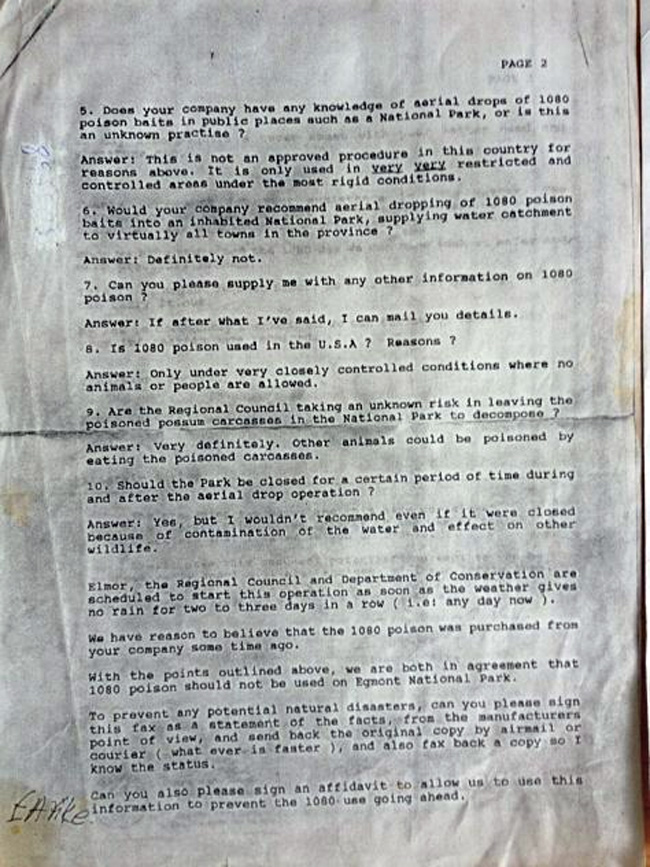 PAGE 2
5. Does your company have any knowledge of aerial drops of 1080
poison baits in public places such as a National Park, or is this
an unknown practise ?
Answer: This is not an approved procedure in this country for
reasons above. It is only used in very very restricted and
controlled areas under the most rigid conditions.
6. Would your company recommend aerial dropping of 1080 poison
baits into an inhabited National Park, supplying water catchment
to virtually all towns in the province ?
Answer: Definitely not.
7. Can you please supply me with any other information on 1080
poison ?
Answer: If after what I've said, I can mail you details.
8. Is 1080 poison used in the U.S.A ? Reasons ?
Answer: Only under very closely controlled conditions where no
animals or people are allowed.
9. Are the Regional Council taking an unknown risk in leaving the
poisoned possum carcasses in the National Park to decompose ?
Answer: Very definitely. Other animals could be poisoned by
eating the poisoned carcasses.
10. Should the Park be closed for a certain period of time during
and after the aerial drop operation ?
Answer: Yes, but I wouldn't recommend even if it were closed
because of contamination of the water and effect on other
wildlife.
Elmor, the Regional Council and Department of Conservation are
scheduled to start this operation as soon as the weather gives
no rain for two to three days in a row ( i.e: any day now ).
We have reason to believe that the 1080 poison was purchased from
your company some time ago.
With the points outlined above, we are both in agreement that
1080 poison should not be used on Egmont National Park.
To prevent any potential natural disasters, can you please sign
this fax as a statement of the facts, from the manufacturers
point of view, and send back the original copy by airmail or
courier ( what ever is faster ), and also fax back a copy so I
know the status.
Can you also please sign an affidavit to allow us to use this
information to prevent the 1080 use going ahead.